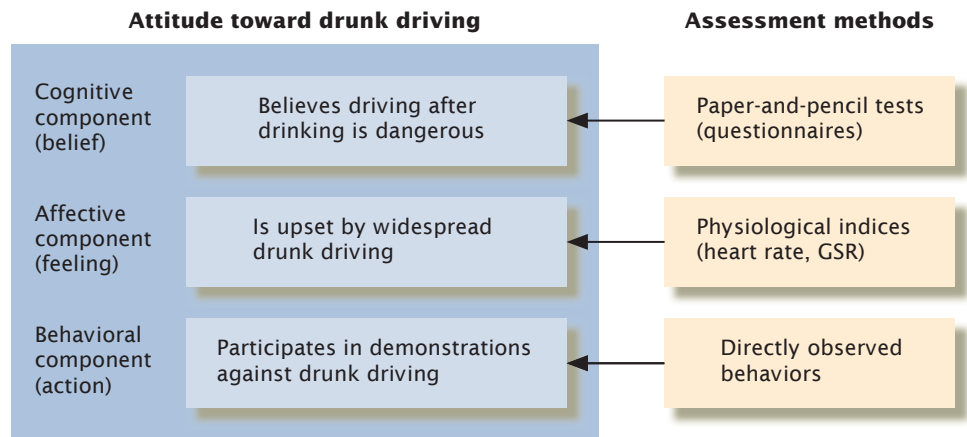 Attitude toward drunk driving
Assessment methods
Cognitive
component
(belief)
Believes driving after
drinking is dangerous
Paper-and-pencil tests
(questionnaires)
Affective
component
(feeling)
Is upset by widespread
drunk driving
Physiological indices
(heart rate, GSR)
Behavioral
component
(action)
Participates in demonstrations
against drunk driving
Directly observed
behaviors